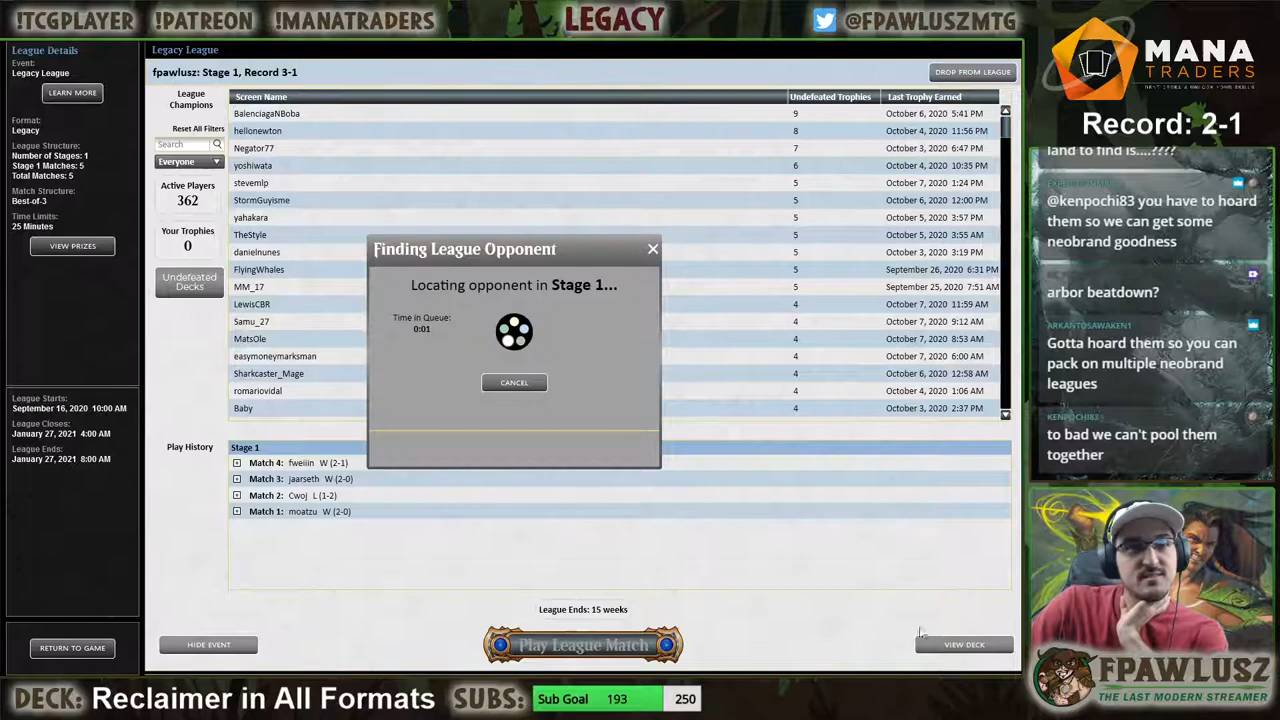 !TCGPLAYER !PATREON !MANATRADERS LEGACY @FPAWLUSZMTG
League Details
Event:
Legacy League
LEARN MORE
Format:
Legacy
League Structure:
Number of Stages: 1
Stage 1 Matches: 5
Total Matches: 5
Match Structure:
Best-of-3
Time Limits:
25 Minutes
VIEW PRIZES
League Starts:
September 16, 2020 10:00 AM
League Closes:
January 27, 2021 4:00 AM
League Ends:
January 27, 2021 8:00 AM
RETURN TO GAME
Legacy League
fpawlusz: Stage 1, Record 3-1
DROP FROM LEAGUE
League
Champions
Reset All Filters
Search
Everyone
Active Players
362
Your Trophies
0
Undefeated
Decks
Screen Name Undefeated Trophies Last Trophy Earned
BalenciagaNBoba 9 October 6, 2020 5:41 PM
hellonewton 8 October 4, 2020 11:56 PM
Negator77 7 October 3, 2020 6:47 PM
yoshiwata 6 October 4, 2020 10:35 PM
stevemlp 5 October 7, 2020 1:24 PM
StormGuyisme 5 October 6, 2020 12:00 PM
yahakara 5 October 5, 2020 3:57 PM
TheStyle 5 October 5, 2020 3:55 AM
danielnunes 5 October 2, 2020 3:19 PM
FlyingWhales 5 September 26, 2020 6:31 PM
MM_17 5 September 25, 2020 7:51 AM
LewisCBR 4 October 7, 2020 11:59 AM
Samu_27 4 October 7, 2020 9:12 AM
MatsOle 4 October 7, 2020 8:53 AM
easymoneymarksman 4 October 7, 2020 6:00 AM
Sharkcaster_Mage 4 October 6, 2020 12:58 AM
romariovidal 4 October 4, 2020 1:06 AM
Baby 4 October 3, 2020 2:37 PM
Finding League Opponent
Locating opponent in Stage 1...
Time in Queue:
0:01
CANCEL
Play History
Stage 1
Match 4: fweiiin W (2-1)
Match 3: jaarseth W (2-0)
Match 2: Cwoj L (1-2)
Match 1: moatzu W (2-0)
League Ends: 15 weeks
HIDE EVENT
Play League Match
VIEW DECK
MANA
TRADERS
Record: 2-1
land to find is....????
@kenpochi83 you have to hoard
them so we can get some
neobrand goodness
arbor beatdown?
ARKANTOSAWAKEN1
Gotta hoard them so you can
pack on multiple neobrand
leagues
KENPOCHI83
to bad we can't pool them
together
FPAWLUSZ
THE LAST MODERN STREAMER
DECK: Reclaimer in All Formats SUBS: Sub Goal 193 250